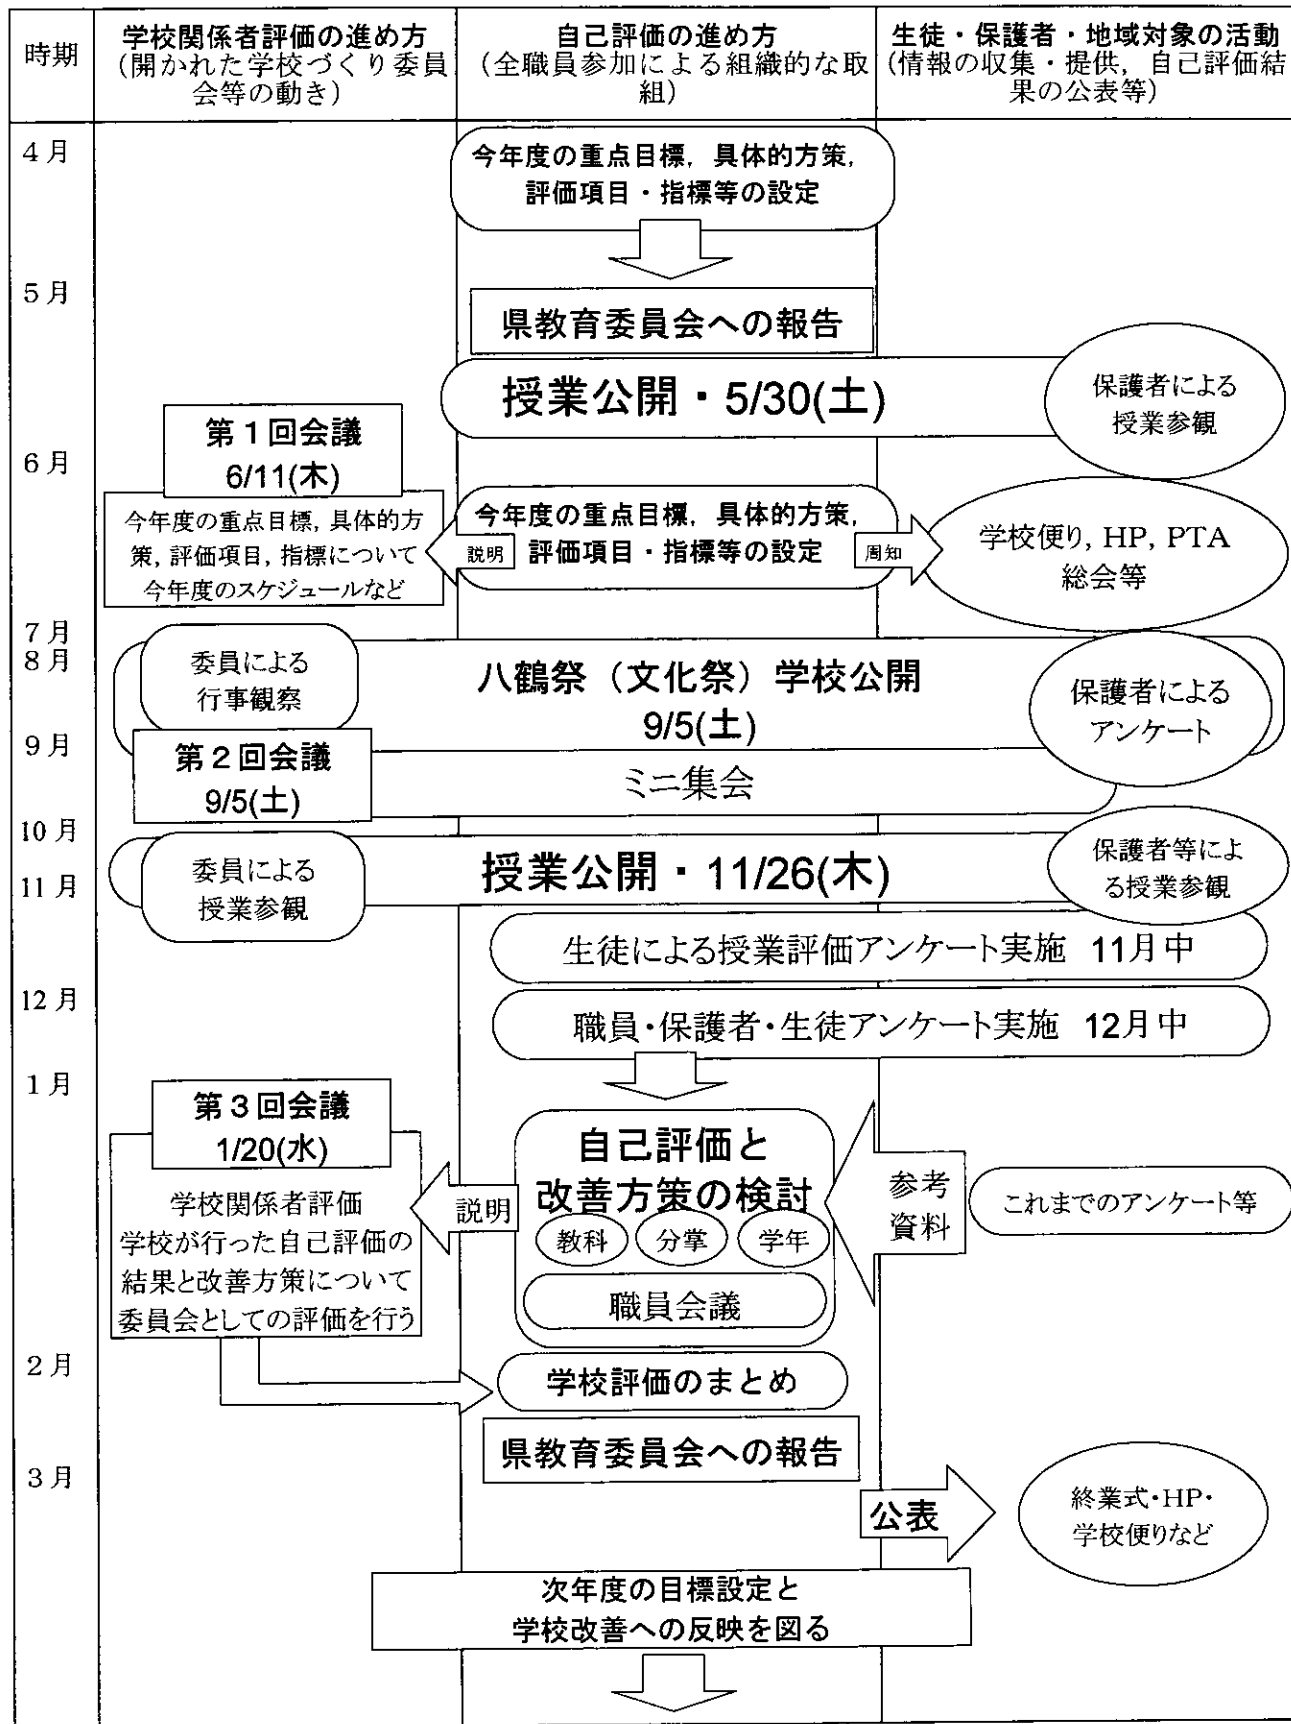 時期
学校関係者評価の進め方
（開かれた学校づくり委員
会等の動き）
自己評価の進め方
（全職員参加による組織的な取
組）
生徒・保護者・地域対象の活動
（情報の収集・提供，自己評価結
果の公表等）
4月
今年度の重点目標，具体的方策，
評価項目・指標等の設定
5月
県教育委員会への報告
授業公開・5/30(土)
保護者による
授業参観
第１回会議
6/11(木)
6月
今年度の重点目標，具体的方
策，評価項目，指標について
今年度のスケジュールなど
説明
今年度の重点目標，具体的方策，
評価項目・指標等の設定
周知
学校便り，HP，PTA
総会等
7月
8月
委員による
行事観察
八鶴祭（文化祭）学校公開
9/5(土)
保護者による
アンケート
9月
第２回会議
9/5(土)
ミニ集会
10月
11月
委員による
授業参観
授業公開・11/26(木)
保護者等によ
る授業参観
生徒による授業評価アンケート実施 11月中
12月
職員・保護者・生徒アンケート実施 12月中
1月
第３回会議
1/20(水)
学校関係者評価
学校が行った自己評価の
結果と改善方策について
委員会としての評価を行う
説明
自己評価と
改善方策の検討
教科
分掌
学年
職員会議
参考
資料
これまでのアンケート等
2月
学校評価のまとめ
県教育委員会への報告
3月
公表
終業式・HP・
学校便りなど
次年度の目標設定と
学校改善への反映を図る